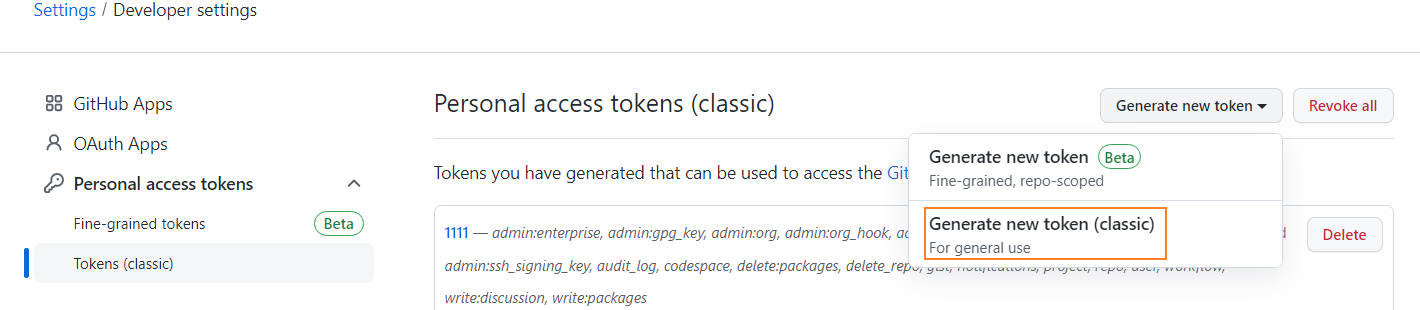 Settings / Developer settings
GitHub Apps
OAuth Apps
Personal access tokens
Fine-grained tokens Beta
Tokens (classic)
Personal access tokens (classic)
Generate new token
Revoke all
Generate new token Beta
Fine-grained, repo-scoped
Generate new token (classic)
For general use
Tokens you have generated that can be used to access the
1111 — admin:enterprise, admin:gpg_key, admin:org, admin:org_hook,
Delete
admin:ssh_signing_key, audit_log, codespace, delete:packages, delete_repo, gist, notifications, project, repo, user, workflow,
write:discussion, write:packages